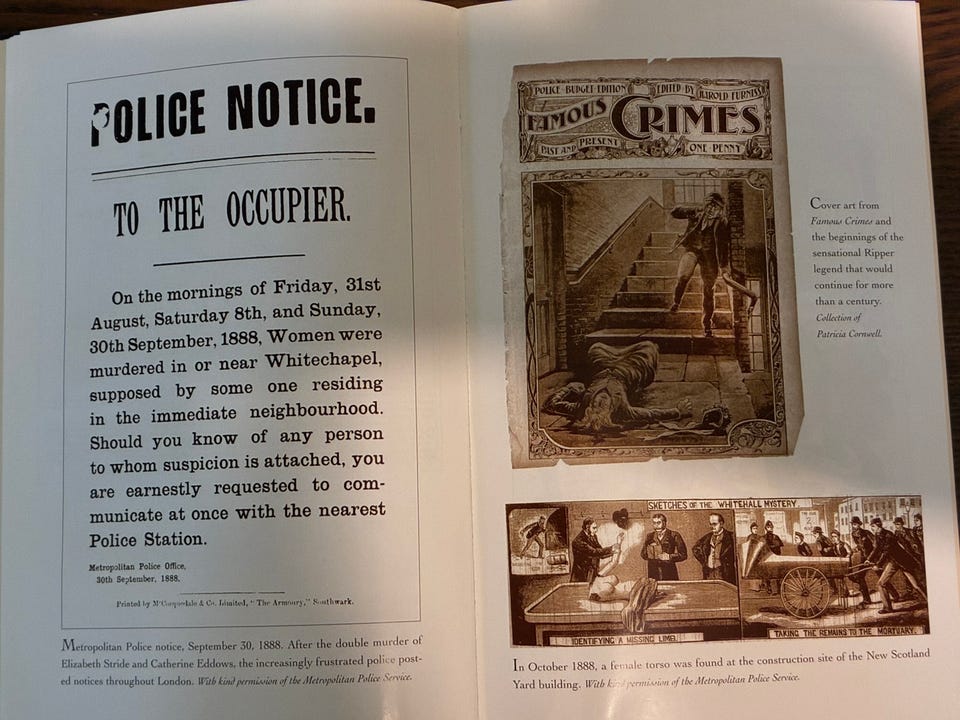 POLICE NOTICE.
TO THE OCCUPIER.
On the mornings of Friday, 31st
August, Saturday 8th, and Sunday,
30th September, 1888, Women were
murdered in or near Whitechapel,
supposed by some one residing
in the immediate neighbourhood.
Should you know of any person
to whom suspicion is attached, you
are earnestly requested to com-
municate at once with the nearest
Police Station.
Metropolitan Police Office,
30th September, 1888.
Printed by M'Corquodale & Co. Limited, "The Armoury," Southwark.
Metropolitan Police notice, September 30, 1888. After the double murder of
Elizabeth Stride and Catherine Eddows, the increasingly frustrated police post-
ed notices throughout London. With kind permission of the Metropolitan Police Service.
POLICE-BUDGET-EDITION
EDITED BY HAROLD FURNISS
FAMOUS CRIMES
PAST AND PRESENT
ONE PENNY
Cover art from
Famous Crimes and
the beginnings of the
sensational Ripper
legend that would
continue for more
than a century.
Collection of
Patricia Cornwell.
SKETCHES OF THE WHITEHALL MYSTERY
IDENTIFYING A MISSING LIMB.
TAKING THE REMAINS TO THE MORTUARY.
In October 1888, a female torso was found at the construction site of the New Scotland
Yard building. With kind permission of the Metropolitan Police Service.